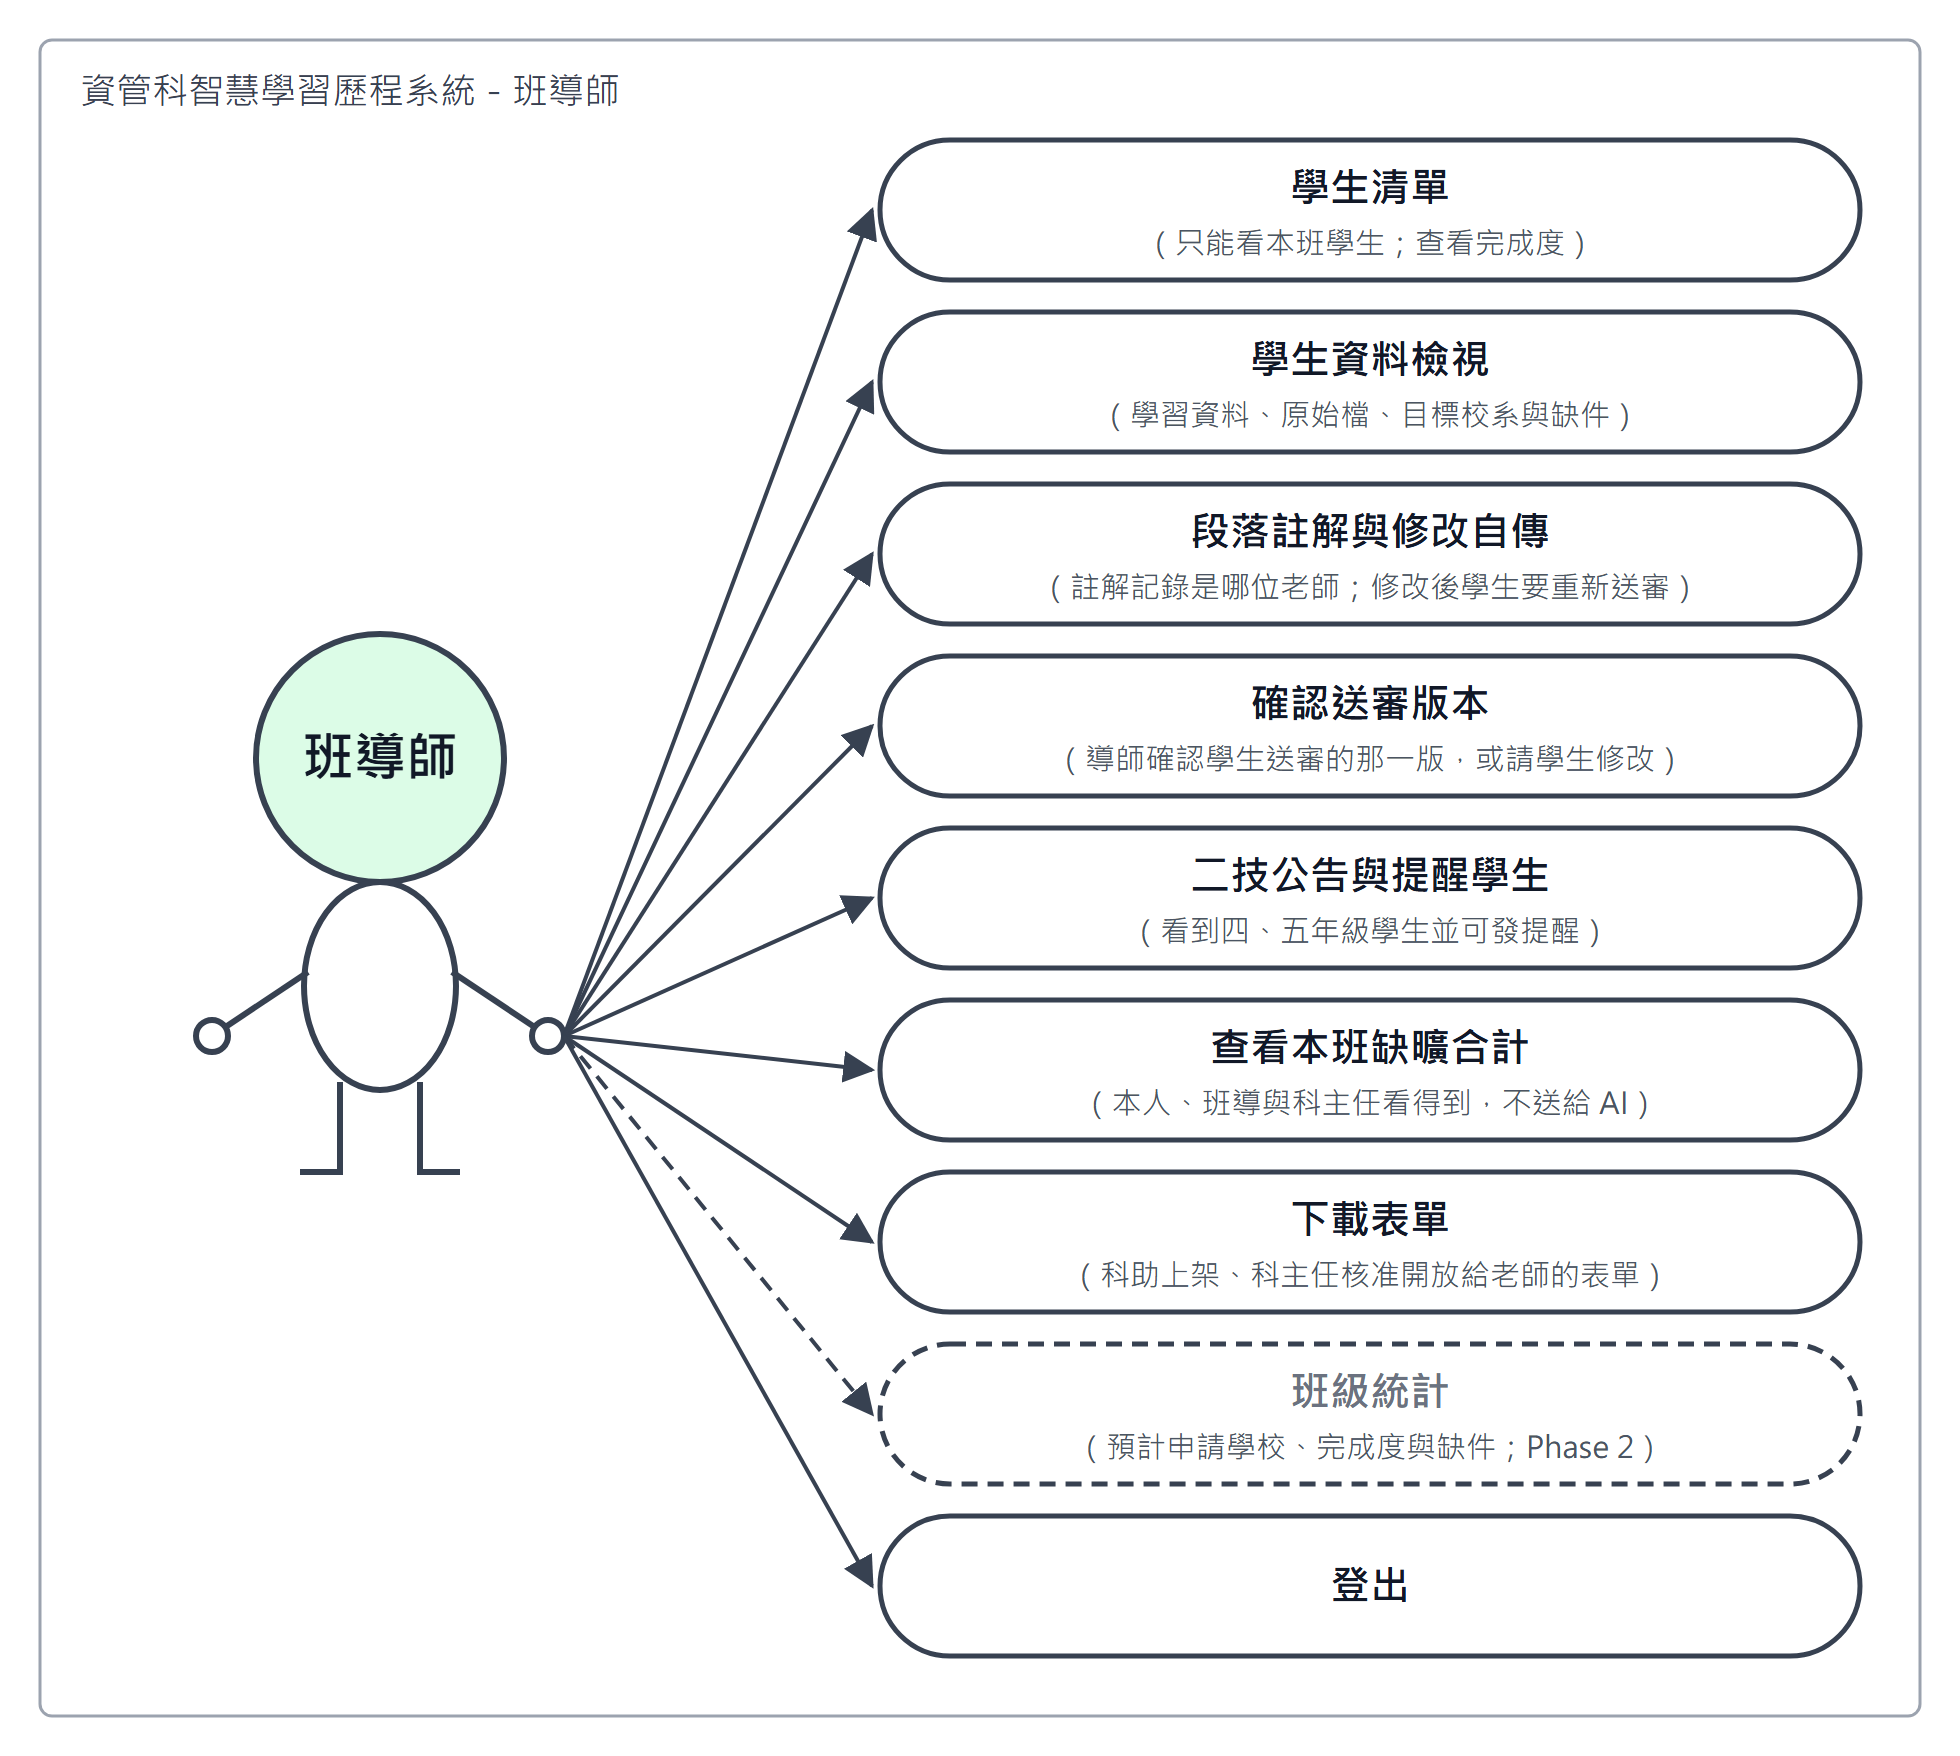 資管科智慧學習歷程系統 - 班導師
學生清單
（只能看本班學生；查看完成度）
學生資料檢視
（學習資料、原始檔、目標校系與缺件）
段落註解與修改自傳
（註解記錄是哪位老師；修改後學生要重新送審）
確認送審版本
（導師確認學生送審的那一版，或請學生修改）
班導師
二技公告與提醒學生
（看到四、五年級學生並可發提醒）
查看本班缺曠合計
（本人、班導與科主任看得到，不送給 AI）
下載表單
（科助上架、科主任核准開放給老師的表單）
班級統計
（預計申請學校、完成度與缺件；Phase 2）
登出